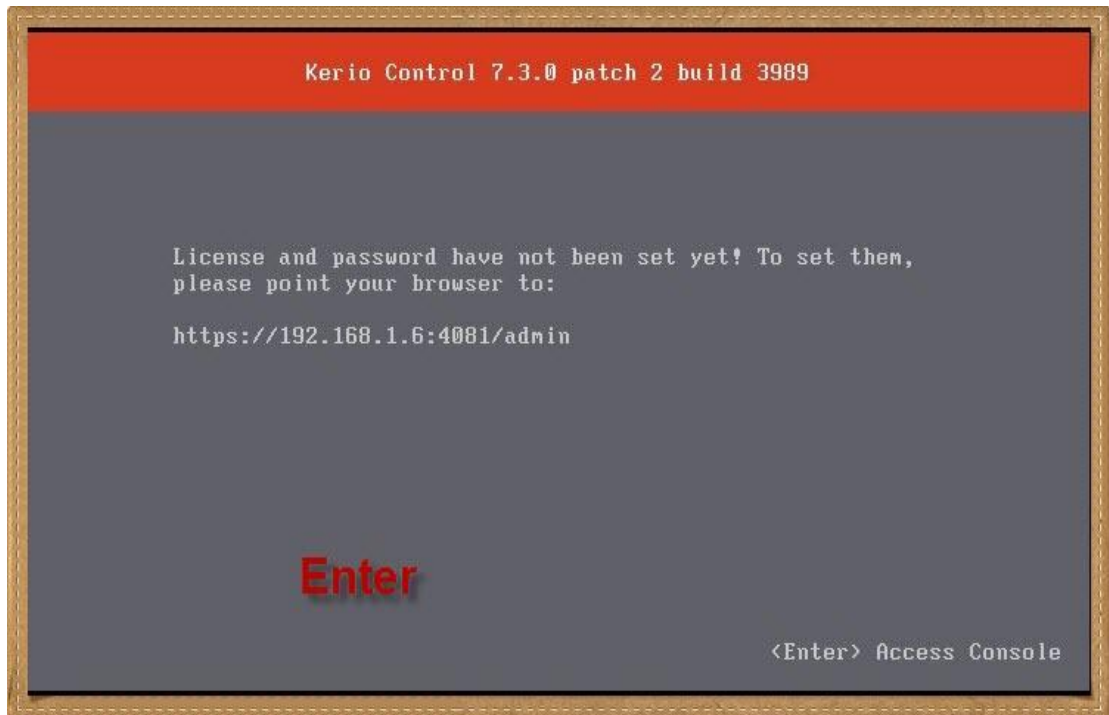 Kerio Control 7.3.0 patch 2 build 3989
License and password have not been set yet! To set them,
please point your browser to:
https://192.168.1.6:4081/admin
Enter
<Enter> Access Console